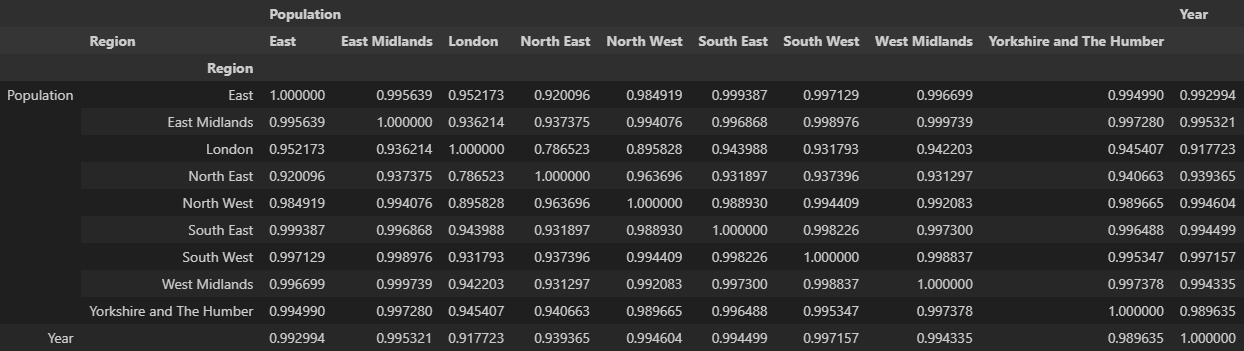 Population Year
Region East East Midlands London North East North West South East South West West Midlands Yorkshire and The Humber
Region
Population East 1.000000 0.995639 0.952173 0.920096 0.984919 0.999387 0.997129 0.996699 0.994990 0.992994
East Midlands 0.995639 1.000000 0.936214 0.937375 0.994076 0.996868 0.998976 0.999739 0.997280 0.995321
London 0.952173 0.936214 1.000000 0.786523 0.895828 0.943988 0.931793 0.942203 0.945407 0.917723
North East 0.920096 0.937375 0.786523 1.000000 0.963696 0.931897 0.937396 0.931297 0.940663 0.939365
North West 0.984919 0.994076 0.895828 0.963696 1.000000 0.988930 0.994409 0.992083 0.989665 0.994604
South East 0.999387 0.996868 0.943988 0.931897 0.988930 1.000000 0.998226 0.997300 0.996488 0.994499
South West 0.997129 0.998976 0.931793 0.937396 0.994409 0.998226 1.000000 0.998837 0.995347 0.997157
West Midlands 0.996699 0.999739 0.942203 0.931297 0.992083 0.997300 0.998837 1.000000 0.997378 0.994335
Yorkshire and The Humber 0.994990 0.997280 0.945407 0.940663 0.989665 0.996488 0.995347 0.997378 1.000000 0.989635
Year 0.992994 0.995321 0.917723 0.939365 0.994604 0.994499 0.997157 0.994335 0.989635 1.000000